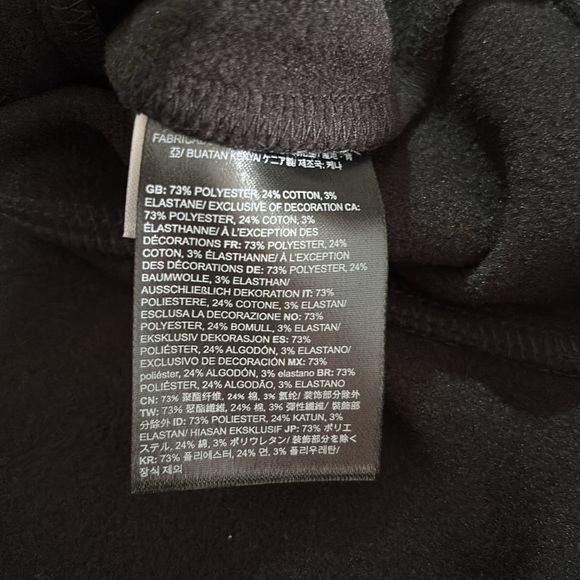 FABRICAD
亞/ BUATAN KENYA/ ケニア製/ 제조국: 케냐
GB: 73% POLYESTER, 24% COTTON, 3%
ELASTANE/ EXCLUSIVE OF DECORATION CA:
73% POLYESTER, 24% COTON, 3%
ÉLASTHANNE/ À L'EXCEPTION DES
DÉCORATIONS FR: 73% POLYESTER, 24%
COTON, 3% ÉLASTHANNE/ À L'EXCEPTION
DES DÉCORATIONS DE: 73% POLYESTER, 24%
BAUMWOLLE, 3% ELASTHAN/
AUSSCHLIEßLICH DEKORATION IT: 73%
POLIESTERE, 24% COTONE, 3% ELASTAN/
ESCLUSA LA DECORAZIONE NO: 73%
POLYESTER, 24% BOMULL, 3% ELASTAN/
EKSKLUSIV DEKORASJON ES: 73%
POLIÉSTER, 24% ALGODÓN, 3% ELASTANO/
EXCLUSIVO DE DECORACIÓN MX: 73%
poliéster, 24% ALGODÓN, 3% elastano BR: 73%
POLIÉSTER, 24% ALGODÃO, 3% ELASTANO
CN: 73% 聚酯纤维, 24% 棉, 3% 氨纶/ 装饰部分除外
TW: 73% 聚酯纖維, 24% 棉, 3% 彈性纖維/ 裝飾部
分除外 ID: 73% POLIESTER, 24% KATUN, 3%
ELASTAN/ HIASAN EKSKLUSIF JP: 73% ポリエ
ステル, 24% 綿, 3% ポリウレタン/ 装飾部分を除く
KR: 73% 폴리에스터, 24% 면, 3% 폴리우레탄/
장식 제외